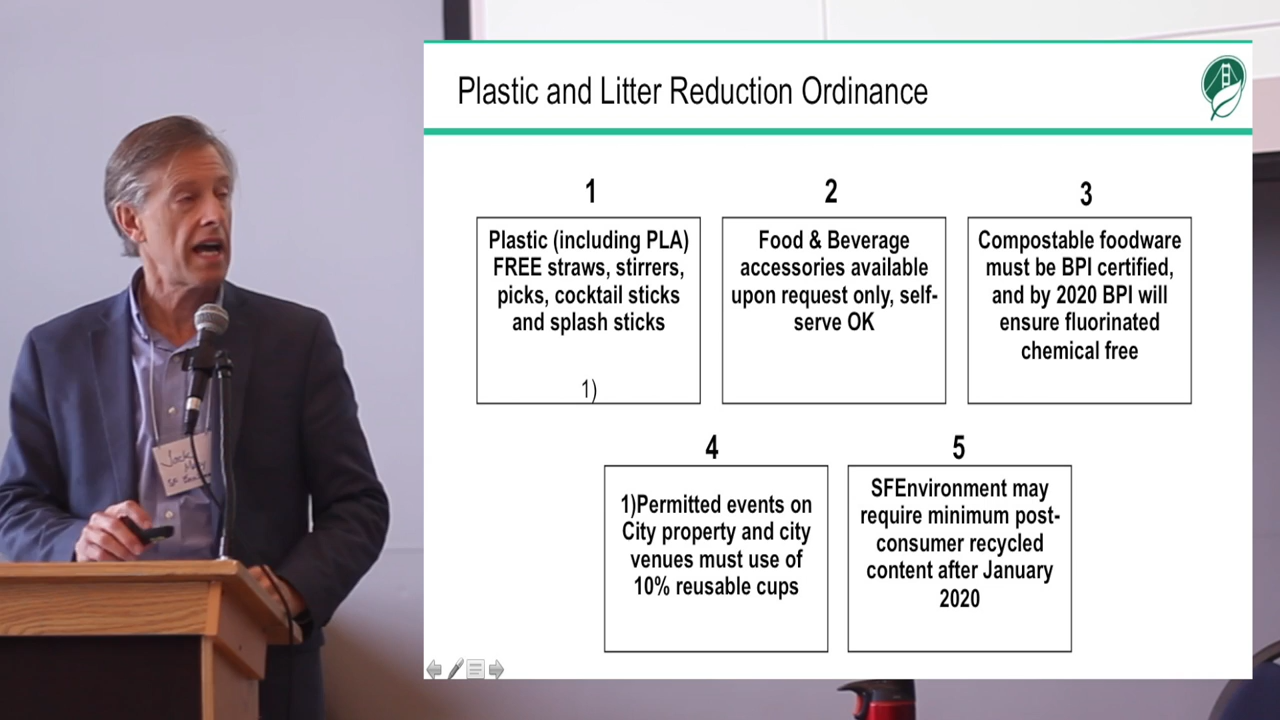 Plastic and Litter Reduction Ordinance
1
Plastic (including PLA)
FREE straws, stirrers,
picks, cocktail sticks
and splash sticks
1)
2
Food & Beverage
accessories available
upon request only, self-
serve OK
3
Compostable foodware
must be BPI certified,
and by 2020 BPI will
ensure fluorinated
chemical free
4
1)Permitted events on
City property and city
venues must use of
10% reusable cups
5
SFEnvironment may
require minimum post-
consumer recycled
content after January
2020
Jack